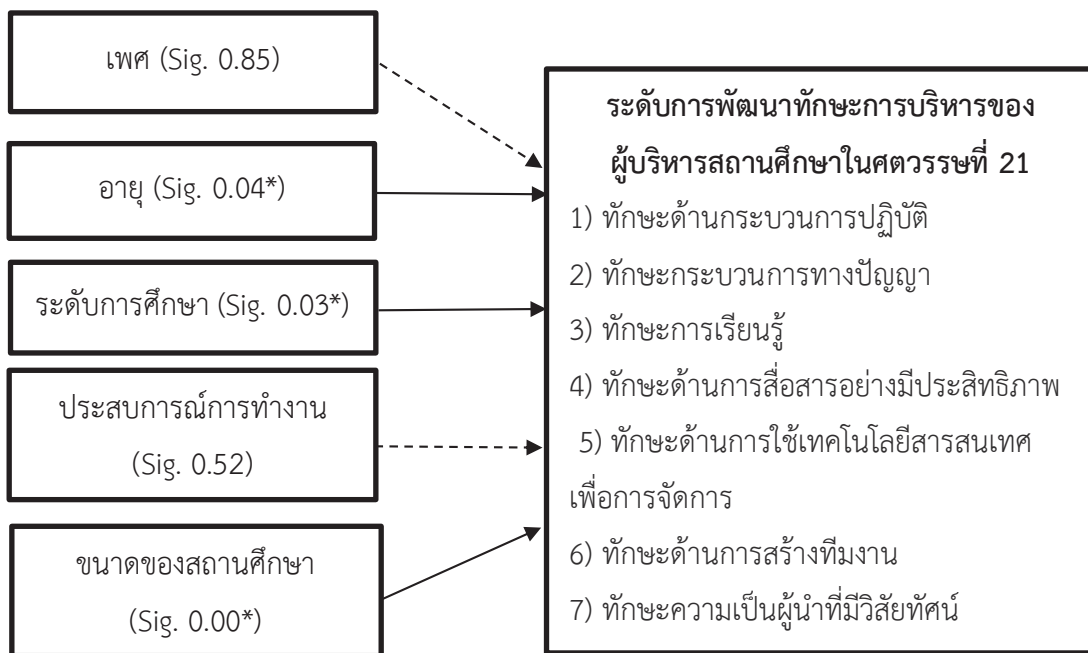 เพศ (Sig. 0.85)
อายุ (Sig. 0.04*)
ระดับการศึกษา (Sig. 0.03*)
ประสบการณ์การทำงาน
(Sig. 0.52)
ขนาดของสถานศึกษา
(Sig. 0.00*)
ระดับการพัฒนาทักษะการบริหารของ
ผู้บริหารสถานศึกษาในศตวรรษที่ 21
1) ทักษะด้านกระบวนการปฏิบัติ
2) ทักษะกระบวนการทางปัญญา
3) ทักษะการเรียนรู้
4) ทักษะด้านการสื่อสารอย่างมีประสิทธิภาพ
5) ทักษะด้านการใช้เทคโนโลยีสารสนเทศ
เพื่อการจัดการ
6) ทักษะด้านการสร้างทีมงาน
7) ทักษะความเป็นผู้นำที่มีวิสัยทัศน์